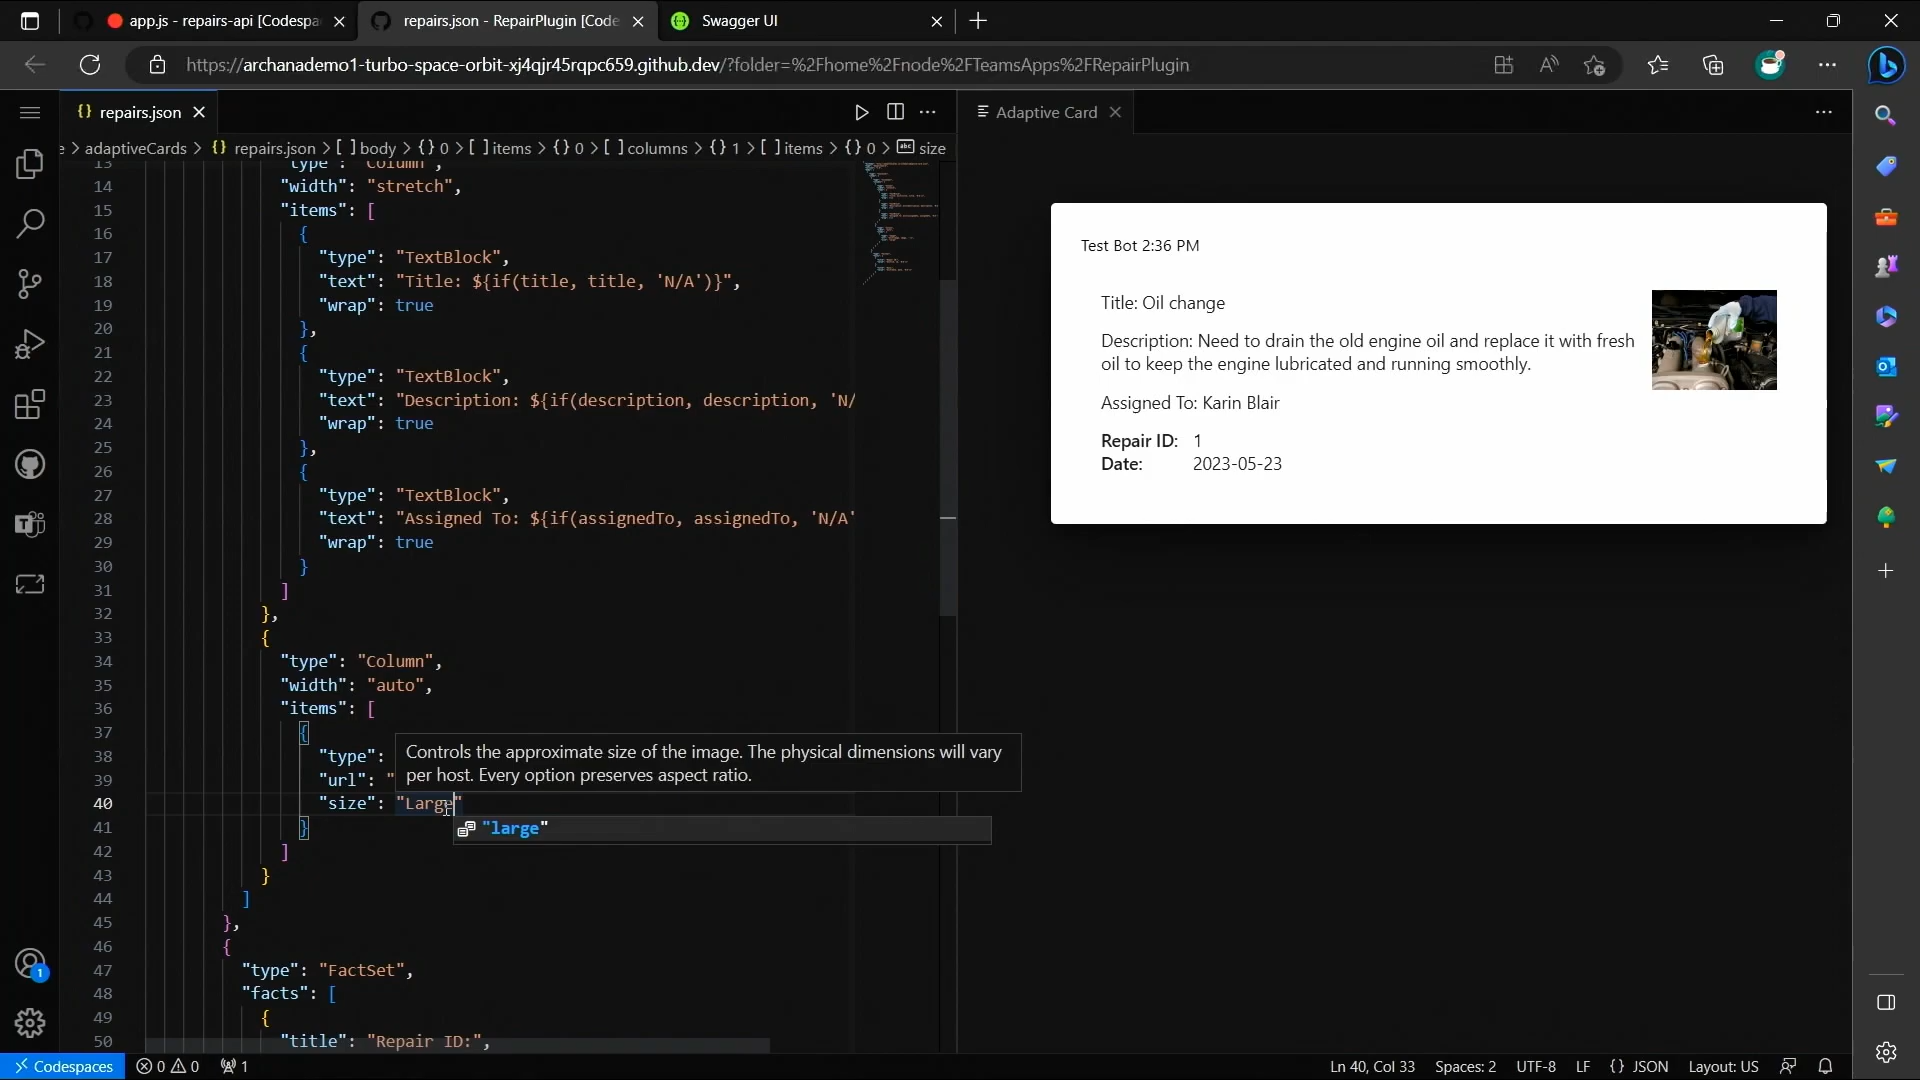 app.js - repairs-api [Codespa
repairs.json - RepairPlugin [Code
Swagger UI
https://archanademo1-turbo-space-orbit-xj4qjr45rqpc659.github.dev/?folder=%2Fhome%2Fnode%2FTeamsApps%2FRepairPlugin
{} repairs.json
Adaptive Card
e > adaptiveCards > {} repairs.json > [ ] body > {} 0 > [ ] items > {} 0 > [ ] columns > {} 1 > [ ] items > {} 0 > abc size
13 "type": "Column",
14 "width": "stretch",
15 "items": [
16 {
17 "type": "TextBlock",
18 "text": "Title: ${if(title, title, 'N/A')}",
19 "wrap": true
20 },
21 {
22 "type": "TextBlock",
23 "text": "Description: ${if(description, description, 'N/
24 "wrap": true
25 },
26 {
27 "type": "TextBlock",
28 "text": "Assigned To: ${if(assignedTo, assignedTo, 'N/A'
29 "wrap": true
30 }
31 ]
32 },
33 {
34 "type": "Column",
35 "width": "auto",
36 "items": [
37 {
38 "type":
39 "url": "
40 "size": "Large"
41 }
42 ]
43 }
44 ]
45 },
46 {
47 "type": "FactSet",
48 "facts": [
49 {
50 "title": "Repair ID:",
Controls the approximate size of the image. The physical dimensions will vary
per host. Every option preserves aspect ratio.
"large"
Test Bot 2:36 PM
Title: Oil change
Description: Need to drain the old engine oil and replace it with fresh
oil to keep the engine lubricated and running smoothly.
Assigned To: Karin Blair
Repair ID: 1
Date: 2023-05-23
1
Codespaces 0 0 1 Ln 40, Col 33 Spaces: 2 UTF-8 LF {} JSON Layout: US